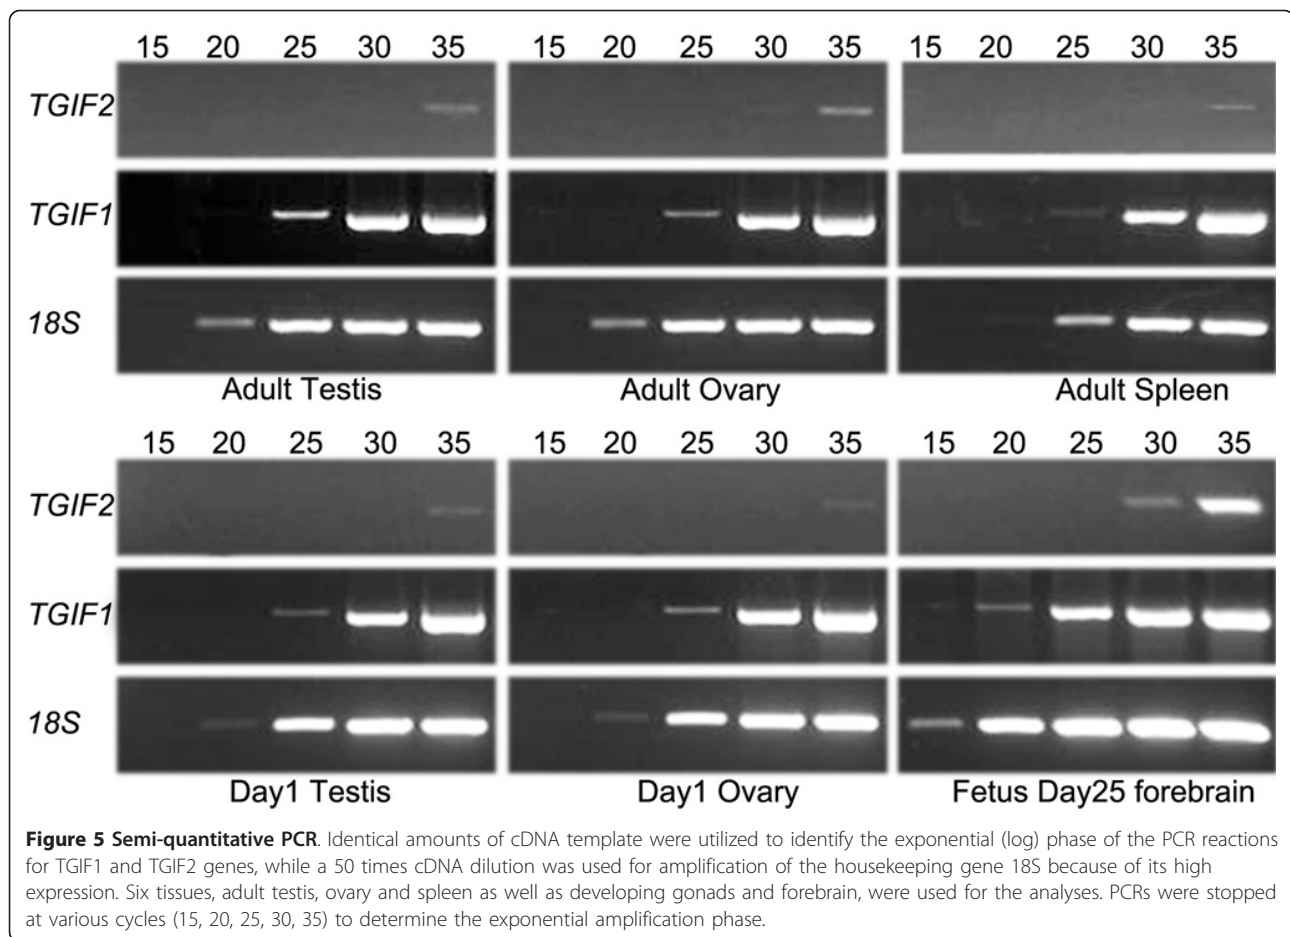 15 20 25 30 35 15 20 25 30 35 15 20 25 30 35
TGIF2
TGIF1
18S
Adult Testis Adult Ovary Adult Spleen
15 20 25 30 35 15 20 25 30 35 15 20 25 30 35
TGIF2
TGIF1
18S
Day1 Testis Day1 Ovary Fetus Day25 forebrain
Figure 5 Semi-quantitative PCR. Identical amounts of cDNA template were utilized to identify the exponential (log) phase of the PCR reactions
for TGIF1 and TGIF2 genes, while a 50 times cDNA dilution was used for amplification of the housekeeping gene 18S because of its high
expression. Six tissues, adult testis, ovary and spleen as well as developing gonads and forebrain, were used for the analyses. PCRs were stopped
at various cycles (15, 20, 25, 30, 35) to determine the exponential amplification phase.